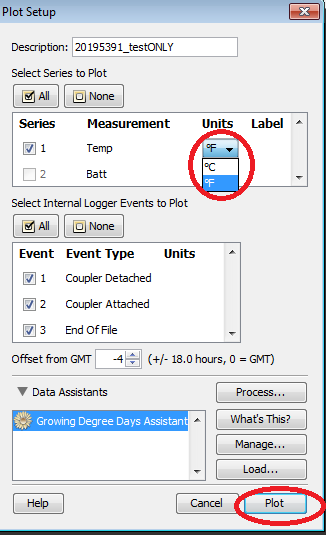 Plot Setup
Description: 20195391_testONLY
Select Series to Plot
All None
Series Measurement Units Label
1 Temp °F
°C
2 Batt °F
Select Internal Logger Events to Plot
All None
Event Event Type Units
1 Coupler Detached
2 Coupler Attached
3 End Of File
Offset from GMT -4 (+/- 18.0 hours, 0 = GMT)
Data Assistants Process...
Growing Degree Days Assistant What's This?
Manage...
Load...
Help Cancel Plot